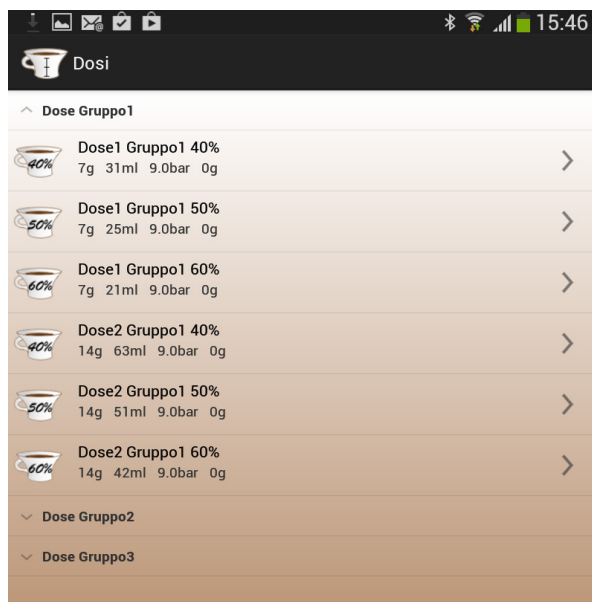 15:46
Dosi
Dose Gruppo1
Dose1 Gruppo1 40%
40%
7g 31ml 9.0bar 0g
Dose1 Gruppo1 50%
50%
7g 25ml 9.0bar 0g
Dose1 Gruppo1 60%
60%
7g 21ml 9.0bar 0g
Dose2 Gruppo1 40%
40%
14g 63ml 9.0bar 0g
Dose2 Gruppo1 50%
50%
14g 51ml 9.0bar 0g
Dose2 Gruppo1 60%
60%
14g 42ml 9.0bar 0g
Dose Gruppo2
Dose Gruppo3